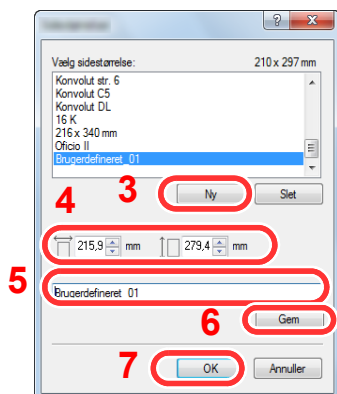 Vælg sidestørrelse: 210 x 297 mm
Konvolut str. 6
Konvolut C5
Konvolut DL
16 K
216 x 340 mm
Oficio II
Brugerdefineret_01
4 3 Ny Slet
215,9 mm 279,4 mm
5
Brugerdefineret 01
6 Gem
7 OK Annuller